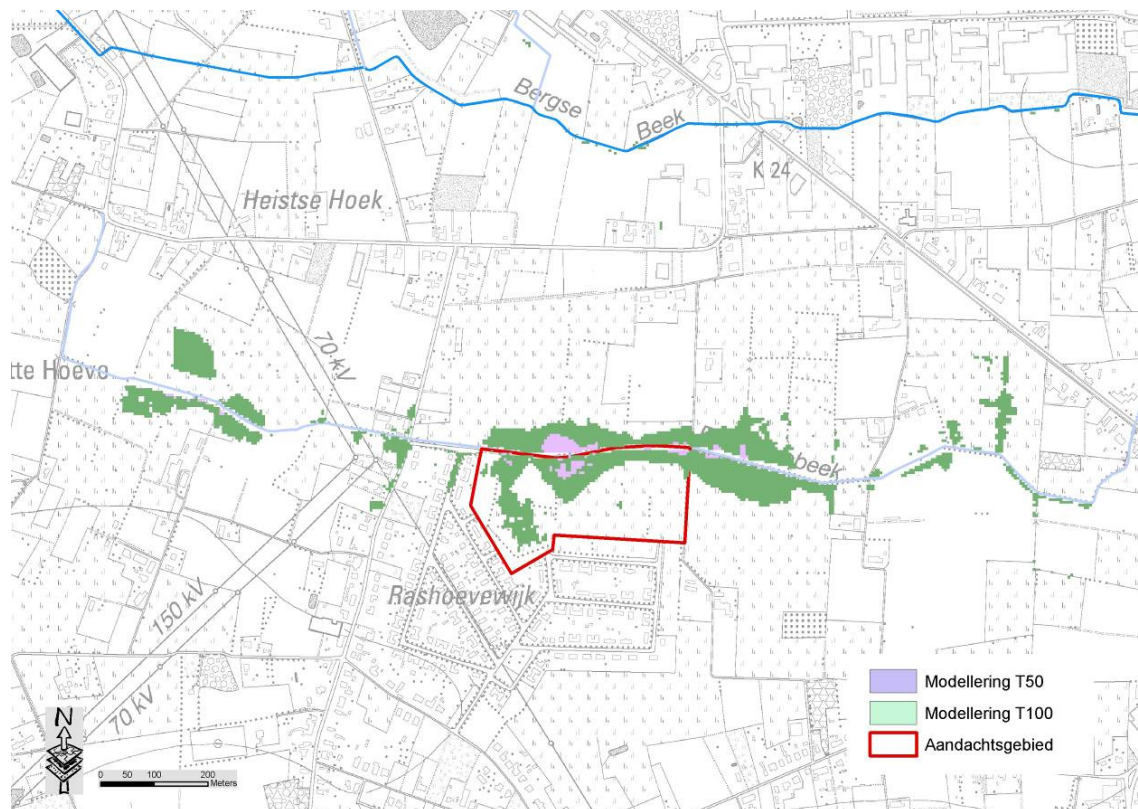 Bergse
Beek
K 24
Heistse Hoek
70 kV
tte Hoeve
beek
Rashoevewijk
150 kV
70 kV
Modellering T50
Modellering T100
Aandachtsgebied
N
0 50 100 200
Meters